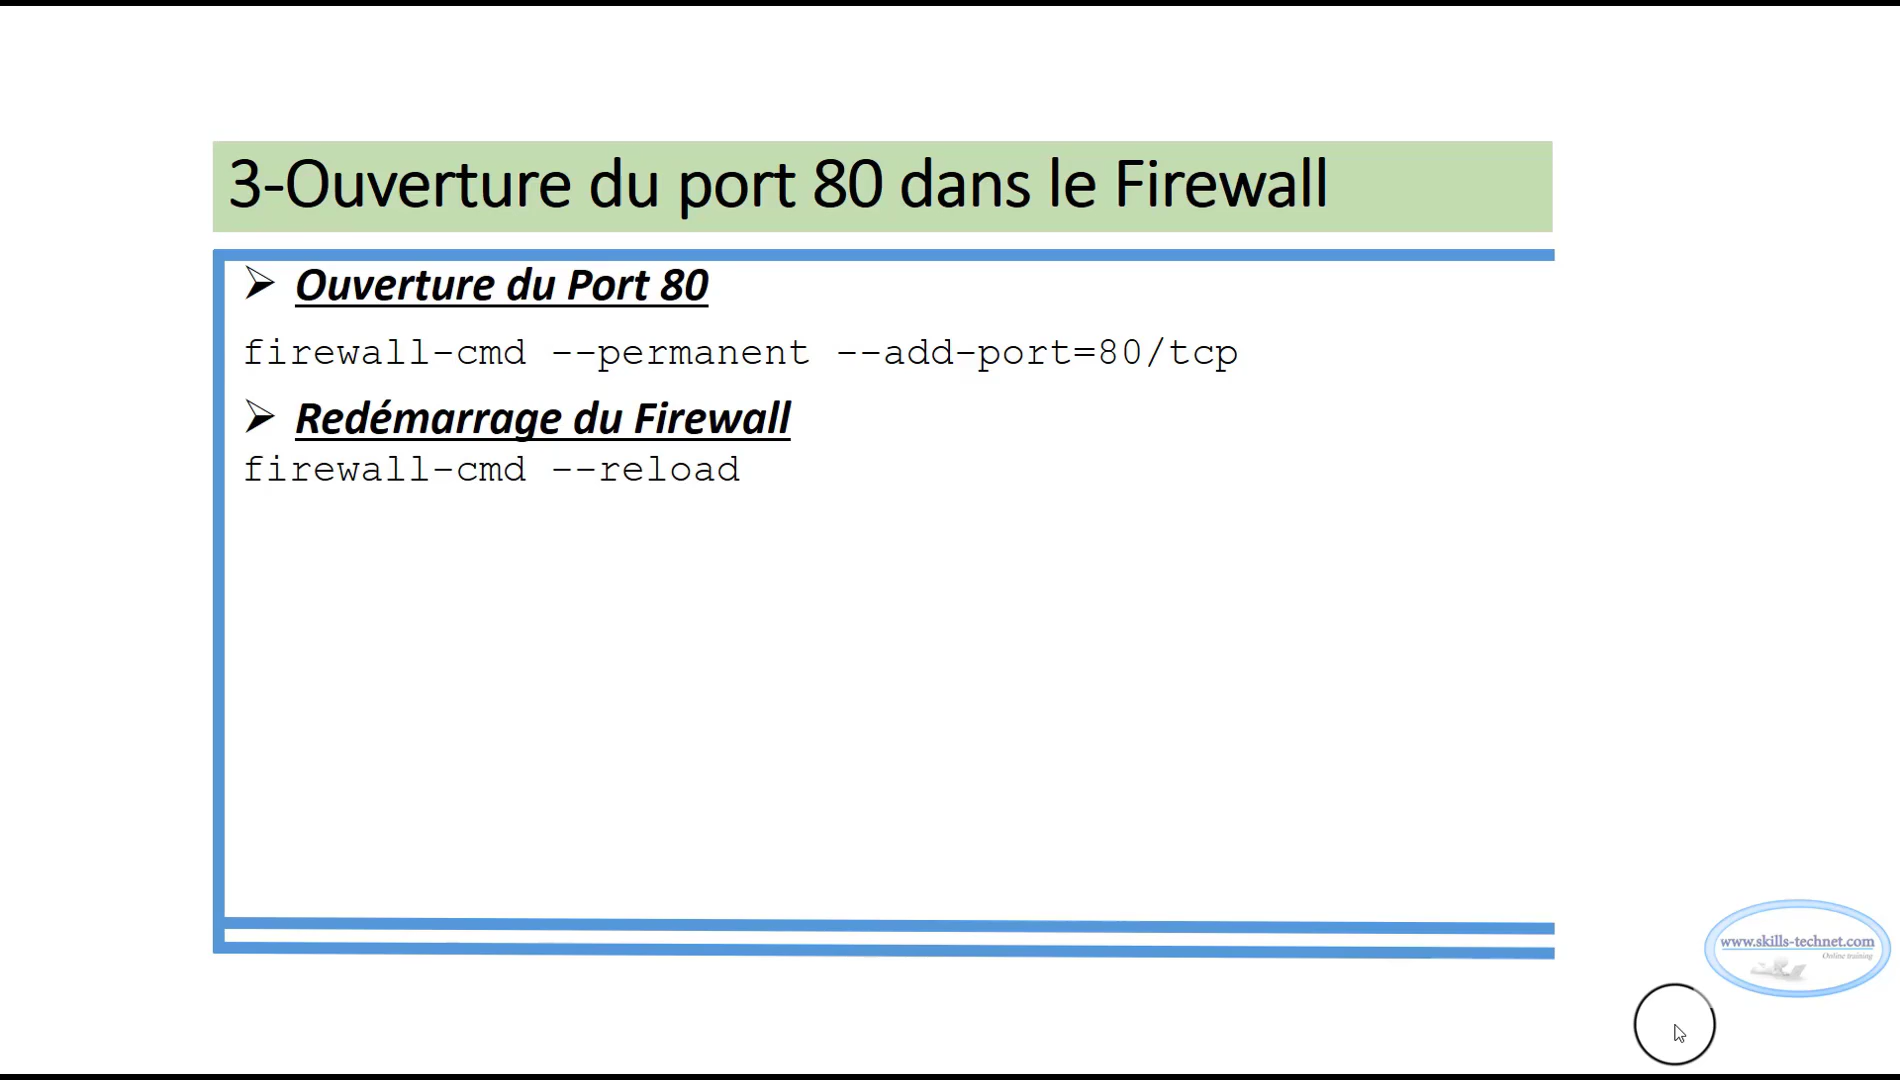 3-Ouverture du port 80 dans le Firewall
Ouverture du Port 80
firewall-cmd --permanent --add-port=80/tcp
Redémarrage du Firewall
firewall-cmd --reload
www.skills-technet.com
Online training